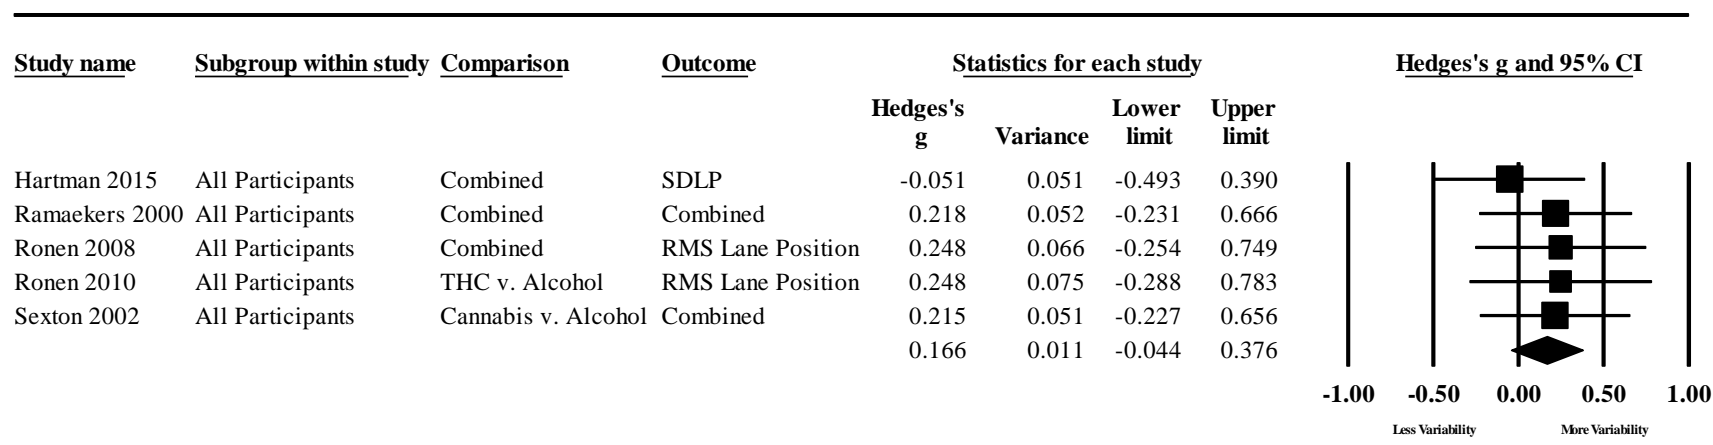 Study name Subgroup within study Comparison Outcome Statistics for each study Hedges's g and 95% CI
Hedges's g Variance Lower limit Upper limit
Hartman 2015 All Participants Combined SDLP -0.051 0.051 -0.493 0.390
Ramaekers 2000 All Participants Combined Combined 0.218 0.052 -0.231 0.666
Ronen 2008 All Participants Combined RMS Lane Position 0.248 0.066 -0.254 0.749
Ronen 2010 All Participants THC v. Alcohol RMS Lane Position 0.248 0.075 -0.288 0.783
Sexton 2002 All Participants Cannabis v. Alcohol Combined 0.215 0.051 -0.227 0.656
0.166 0.011 -0.044 0.376
-1.00 -0.50 0.00 0.50 1.00
Less Variability More Variability